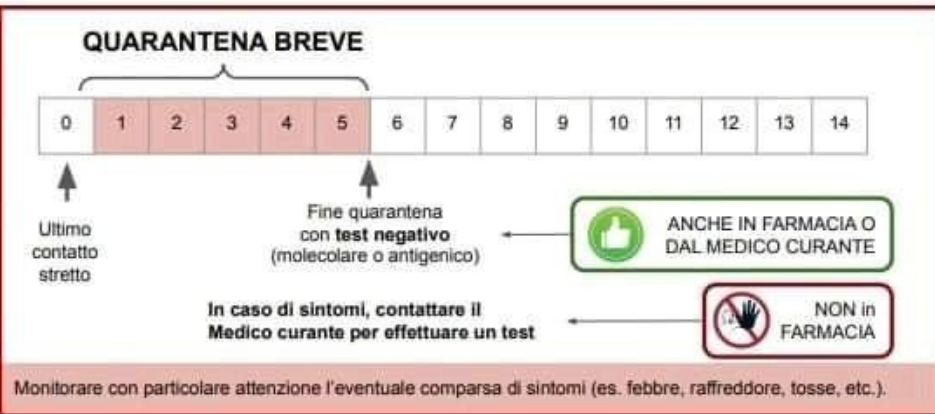 QUARANTENA BREVE
0 1 2 3 4 5 6 7 8 9 10 11 12 13 14
Ultimo
contatto
stretto
Fine quarantena
con test negativo
(molecolare o antigenico)
ANCHE IN FARMACIA O
DAL MEDICO CURANTE
In caso di sintomi, contattare il
Medico curante per effettuare un test
NON in
FARMACIA
Monitorare con particolare attenzione l'eventuale comparsa di sintomi (es. febbre, raffreddore, tosse, etc.).